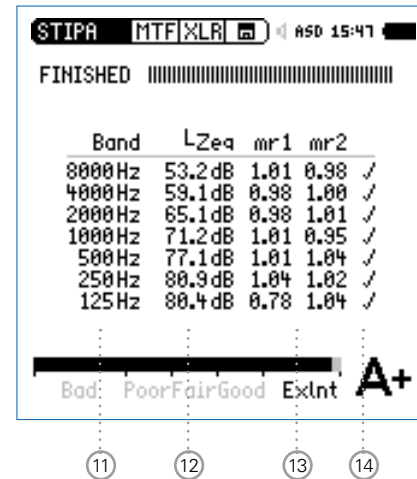 STIPA MTF XLR ASD 15:47
FINISHED
Band LZeq mr1 mr2
8000Hz 53.2dB 1.01 0.98 ✓
4000Hz 59.1dB 0.98 1.00 ✓
2000Hz 65.1dB 0.98 1.01 ✓
1000Hz 71.2dB 1.01 0.95 ✓
500Hz 77.1dB 1.01 1.04 ✓
250Hz 80.9dB 1.04 1.02 ✓
125Hz 80.4dB 0.78 1.04 ✓
Bad Poor Fair Good Exlnt A+
11 12 13 14